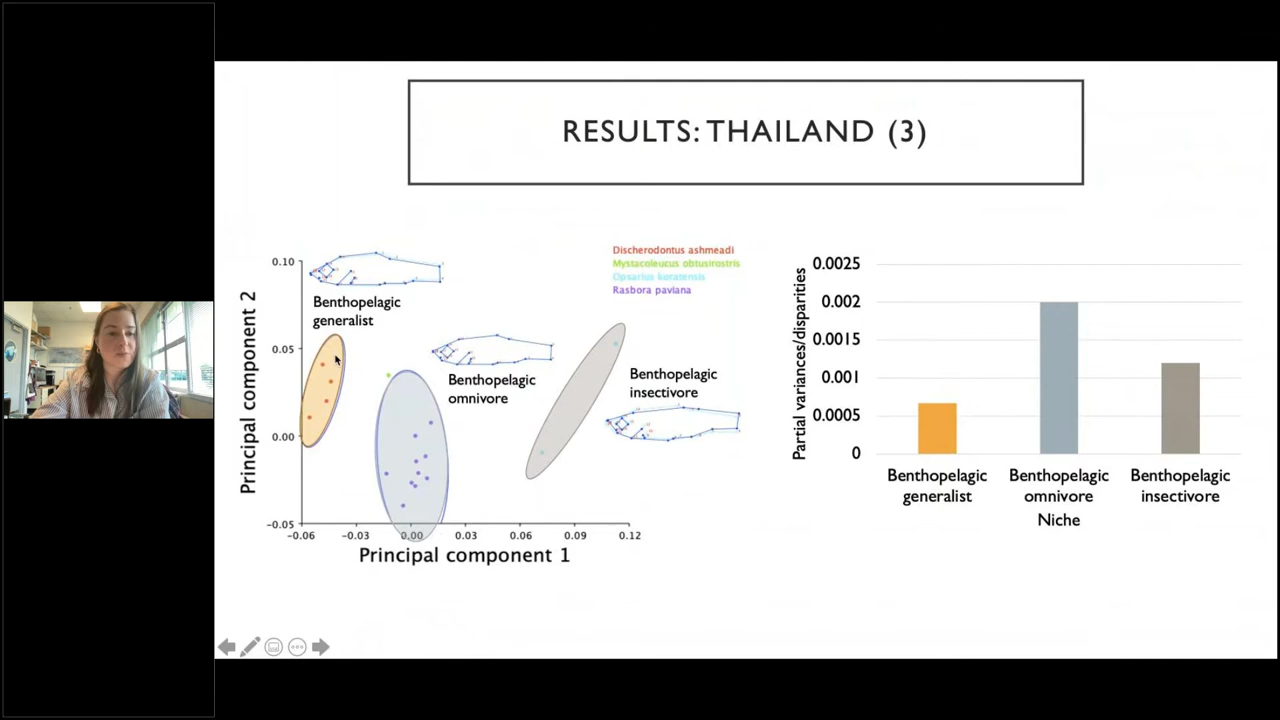 RESULTS: THAILAND (3)
Discherodontus ashmeadi
Mystacoleucus obtusirostris
Opsarius koratensis
Rasbora paviana
Benthopelagic
generalist
Benthopelagic
omnivore
Benthopelagic
insectivore
Principal component 2
0.10
0.05
0.00
-0.05
-0.06
-0.03
0.00
0.03
0.06
0.09
0.12
Principal component 1
Partial variances/disparities
0.0025
0.002
0.0015
0.001
0.0005
0
Benthopelagic
generalist
Benthopelagic
omnivore
Benthopelagic
insectivore
Niche